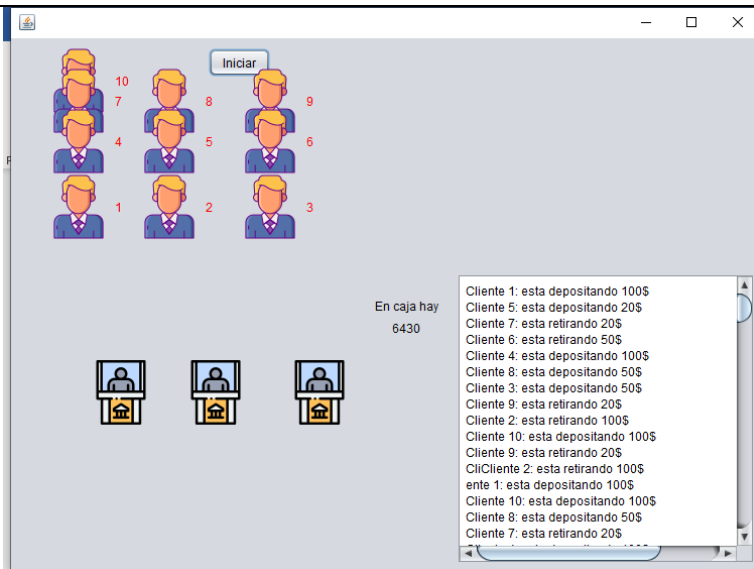 Iniciar
10
7
8
9
4
5
6
1
2
3
En caja hay
6430
Cliente 1: esta depositando 100$
Cliente 5: esta depositando 20$
Cliente 7: esta retirando 20$
Cliente 6: esta retirando 50$
Cliente 4: esta depositando 100$
Cliente 8: esta depositando 50$
Cliente 3: esta depositando 50$
Cliente 9: esta retirando 20$
Cliente 2: esta retirando 100$
Cliente 10: esta depositando 100$
Cliente 9: esta retirando 20$
CliCliente 2: esta retirando 100$
ente 1: esta depositando 100$
Cliente 10: esta depositando 100$
Cliente 8: esta depositando 50$
Cliente 7: esta retirando 20$